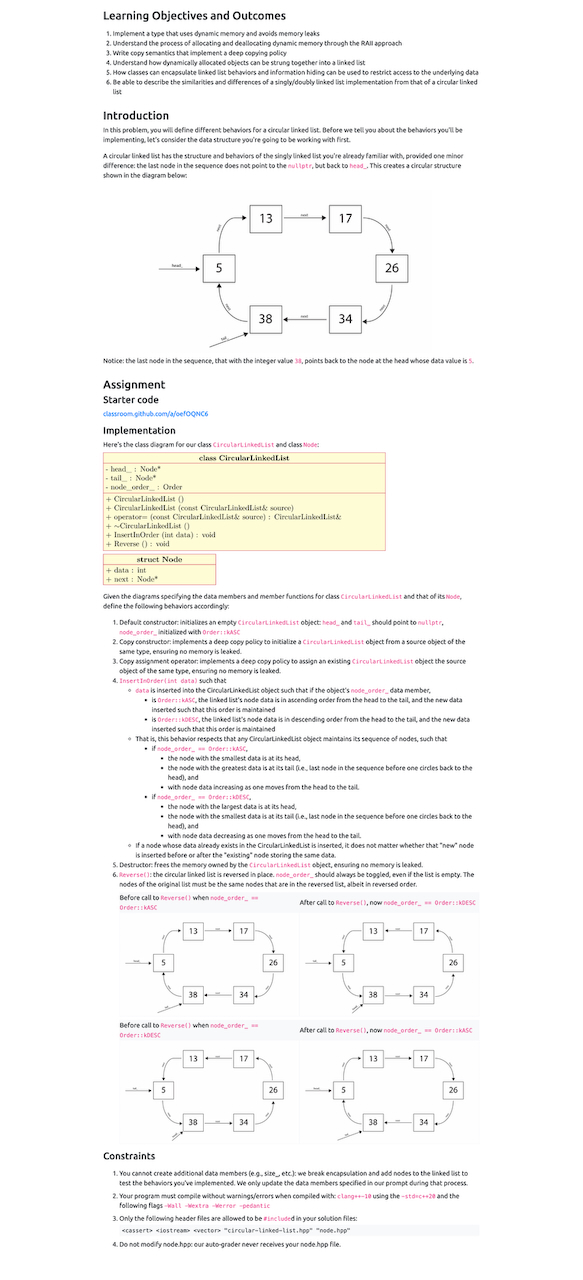 Learning Objectives and Outcomes
1. Implement a type that uses dynamic memory and avoids memory leaks
2. Understand the process of allocating and deallocating dynamic memory through the RAII approach
3. Write copy semantics that implement a deep copying policy
4. Understand how dynamically allocated objects can be strung together into a linked list
5. How classes can encapsulate linked list behaviors and information hiding can be used to restrict access to the underlying data
6. Be able to describe the similarities and differences of a singly/doubly linked list implementation from that of a circular linked
list
Introduction
In this problem, you will define different behaviors for a circular linked list. Before we tell you about the behaviors you'll be
implementing, let's consider the data structure you're going to be working with first.
A circular linked list has the structure and behaviors of the singly linked list you're already familiar with, provided one minor
difference: the last node in the sequence does not point to the nullptr, but back to head_. This creates a circular structure
shown in the diagram below:
13 next 17
next next
head_ 5 26
next next
38 next 34
tail_
Notice: the last node in the sequence, that with the integer value 38, points back to the node at the head whose data value is 5.
Assignment
Starter code
classroom.github.com/a/oefOQNC6
Implementation
Here's the class diagram for our class CircularLinkedList and class Node:
class CircularLinkedList
- head_ : Node*
- tail_ : Node*
- node_order_ : Order
+ CircularLinkedList ()
+ CircularLinkedList (const CircularLinkedList& source)
+ operator= (const CircularLinkedList& source) : CircularLinkedList&
+ ~CircularLinkedList ()
+ InsertInOrder (int data) : void
+ Reverse () : void
struct Node
+ data : int
+ next : Node*
Given the diagrams specifying the data members and member functions for class CircularLinkedList and that of its Node,
define the following behaviors accordingly:
1. Default constructor: initializes an empty CircularLinkedList object: head_ and tail_ should point to nullptr,
node_order_ initialized with Order::kASC
2. Copy constructor: implements a deep copy policy to initialize a CircularLinkedList object from a source object of the
same type, ensuring no memory is leaked.
3. Copy assignment operator: implements a deep copy policy to assign an existing CircularLinkedList object the source
object of the same type, ensuring no memory is leaked.
4. InsertInOrder(int data) such that
data is inserted into the CircularLinkedList object such that if the object's node_order_ data member,
is Order::kASC, the linked list's node data is in ascending order from the head to the tail, and the new data
inserted such that this order is maintained
is Order::kDESC, the linked list's node data is in descending order from the head to the tail, and the new data
inserted such that this order is maintained
That is, this behavior respects that any CircularLinkedList object maintains its sequence of nodes, such that
if node_order_ == Order::kASC,
the node with the smallest data is at its head,
the node with the greatest data is at its tail (i.e., last node in the sequence before one circles back to the
head), and
with node data increasing as one moves from the head to the tail.
if node_order_ == Order::kDESC,
the node with the largest data is at its head,
the node with the smallest data is at its tail (i.e., last node in the sequence before one circles back to the
head), and
with node data decreasing as one moves from the head to the tail.
If a node whose data already exists in the CircularLinkedList is inserted, it does not matter whether that "new" node
is inserted before or after the "existing" node storing the same data.
5. Destructor: frees the memory owned by the CircularLinkedList object, ensuring no memory is leaked.
6. Reverse(): the circular linked list is reversed in place. node_order_ should always be toggled, even if the list is empty. The
nodes of the original list must be the same nodes that are in the reversed list, albeit in reversed order.
Before call to Reverse() when node_order_ ==
Order::kASC
After call to Reverse(), now node_order_ == Order::kDESC
13 17 13 17
5 26 5 26
38 34 38 34
Before call to Reverse() when node_order_ ==
Order::kDESC
After call to Reverse(), now node_order_ == Order::kASC
13 17 13 17
5 26 5 26
38 34 38 34
Constraints
1. You cannot create additional data members (e.g., size_, etc.): we break encapsulation and add nodes to the linked list to
test the behaviors you've implemented. We only update the data members specified in our prompt during that process.
2. Your program must compile without warnings/errors when compiled with: clang++-10 using the -std=c++20 and the
following flags -Wall -Wextra -Werror -pedantic
3. Only the following header files are allowed to be #included in your solution files:
<cassert> <iostream> <vector> "circular-linked-list.hpp" "node.hpp"
4. Do not modify node.hpp: our auto-grader never receives your node.hpp file.